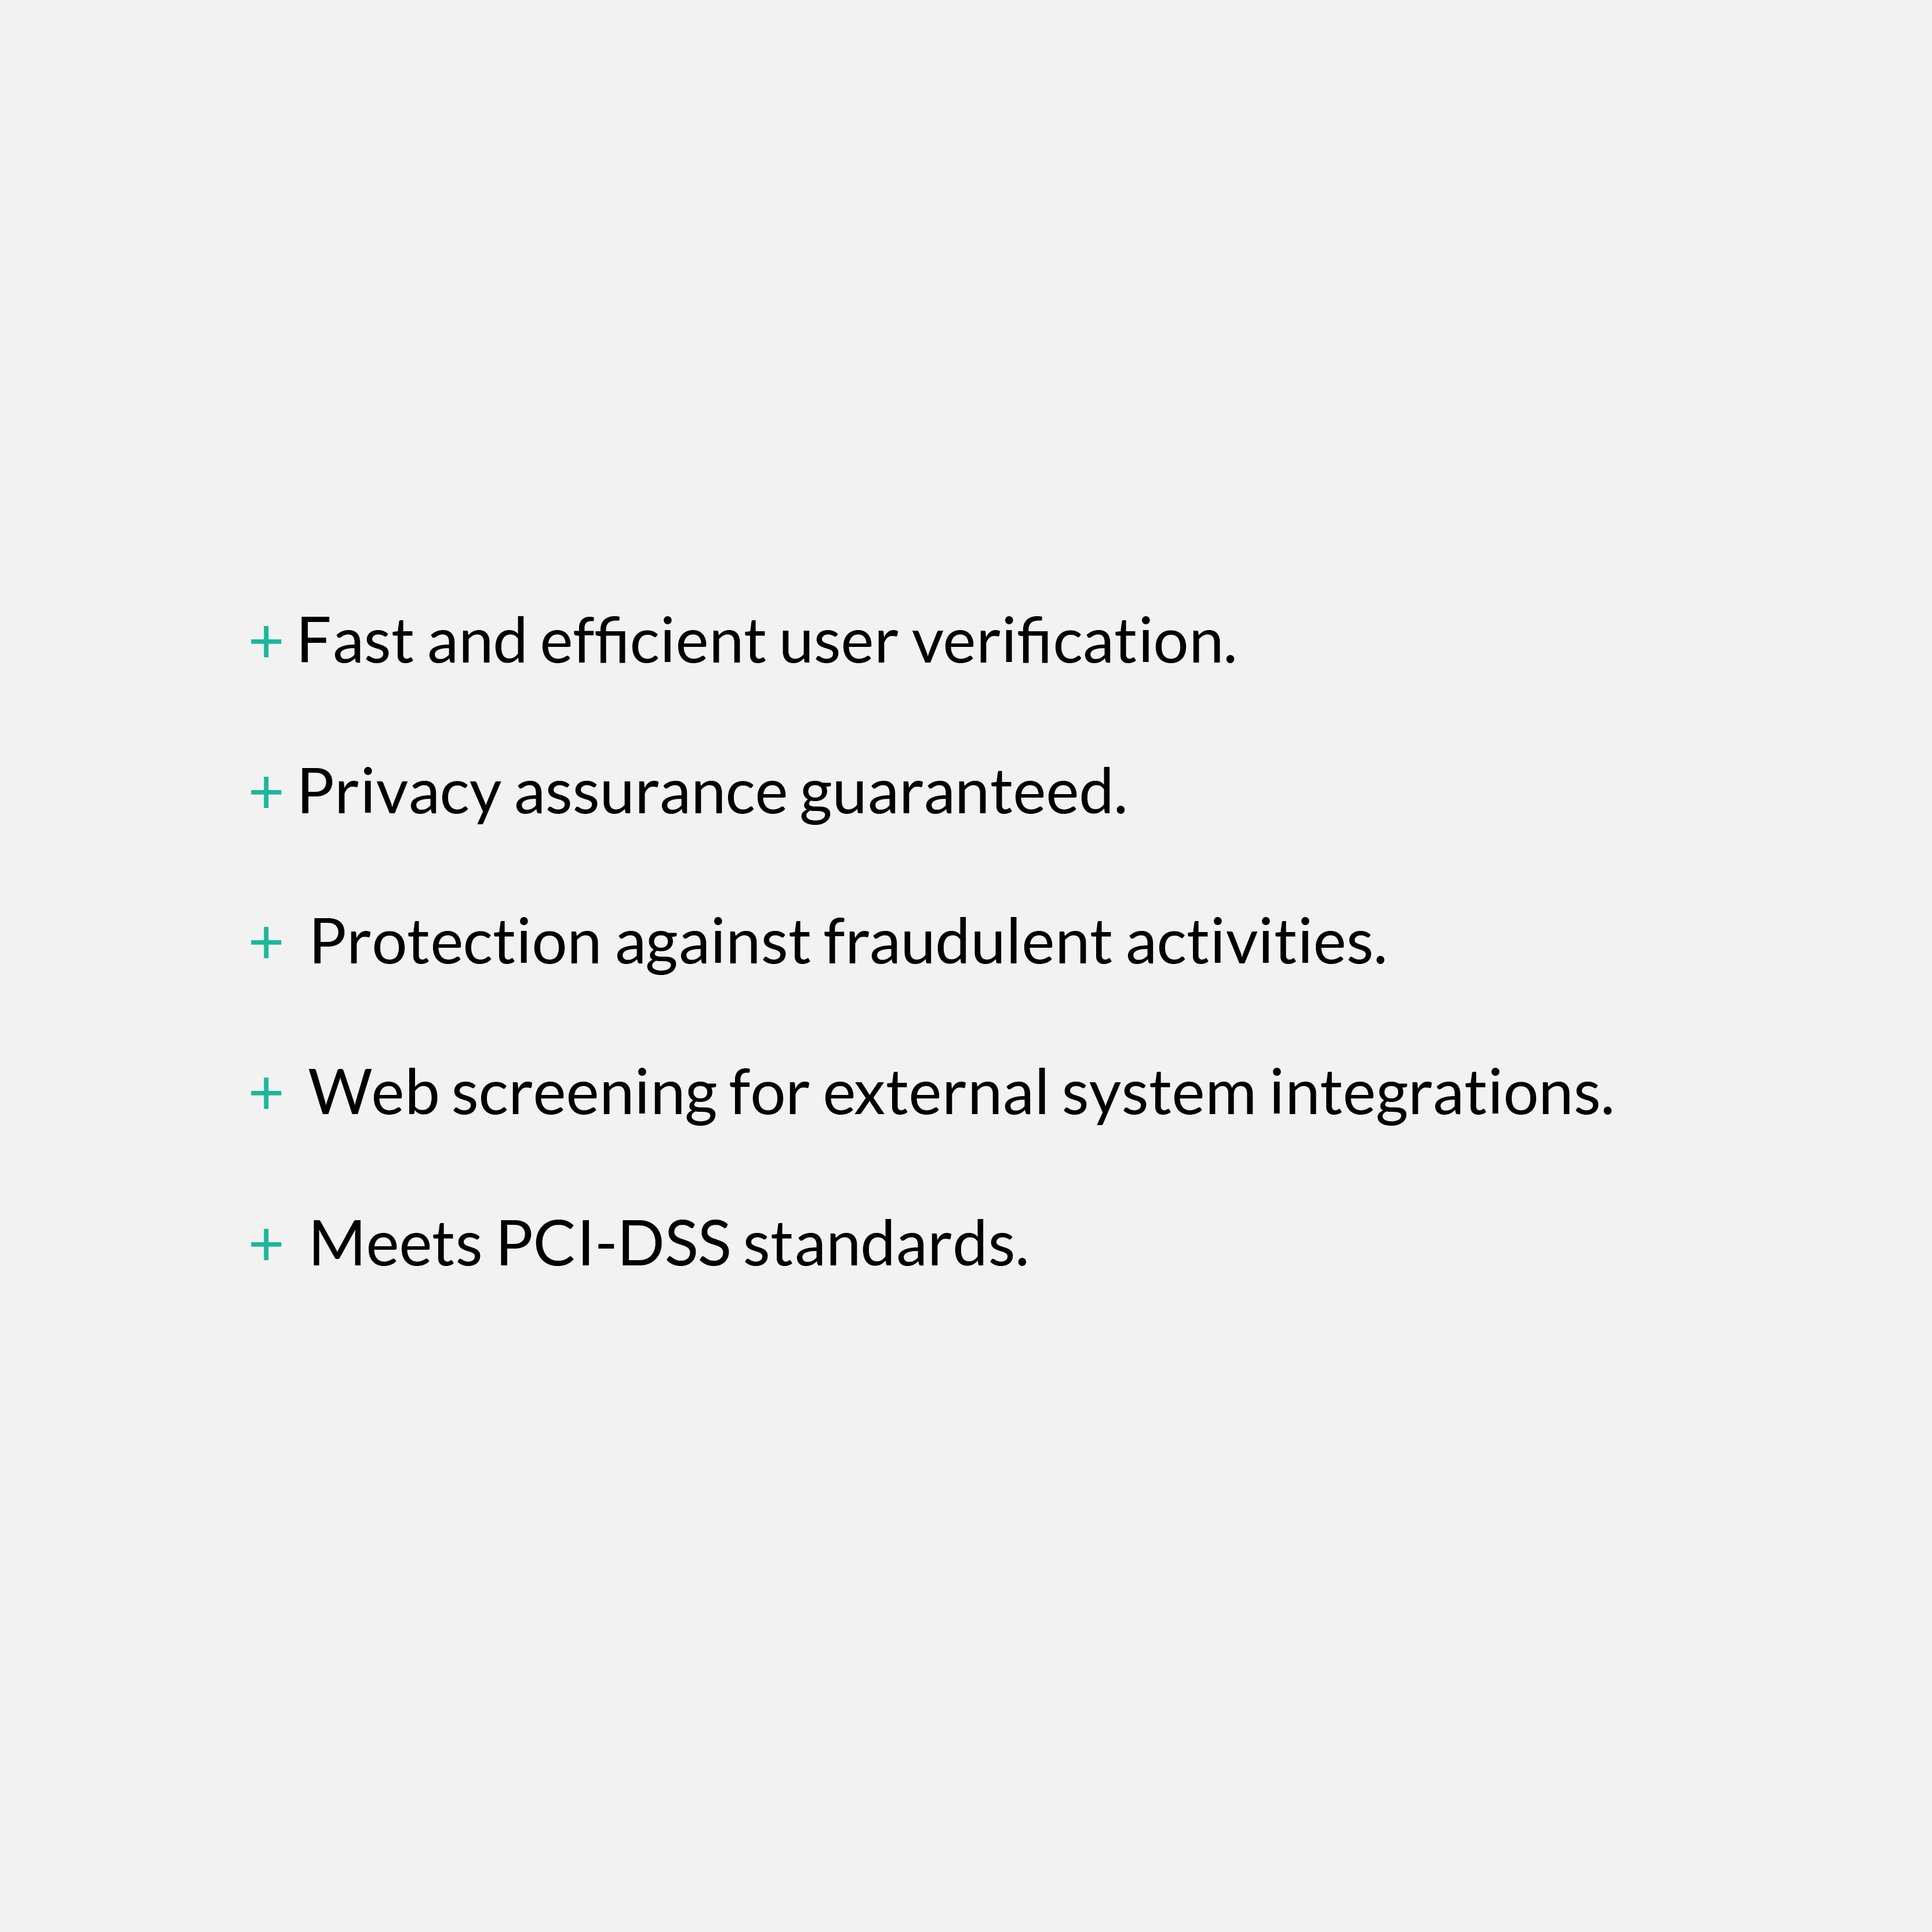 + Fast and efficient user verification.
+ Privacy assurance guaranteed.
+ Protection against fraudulent activities.
+ Web screening for external system integrations.
+ Meets PCI-DSS standards.